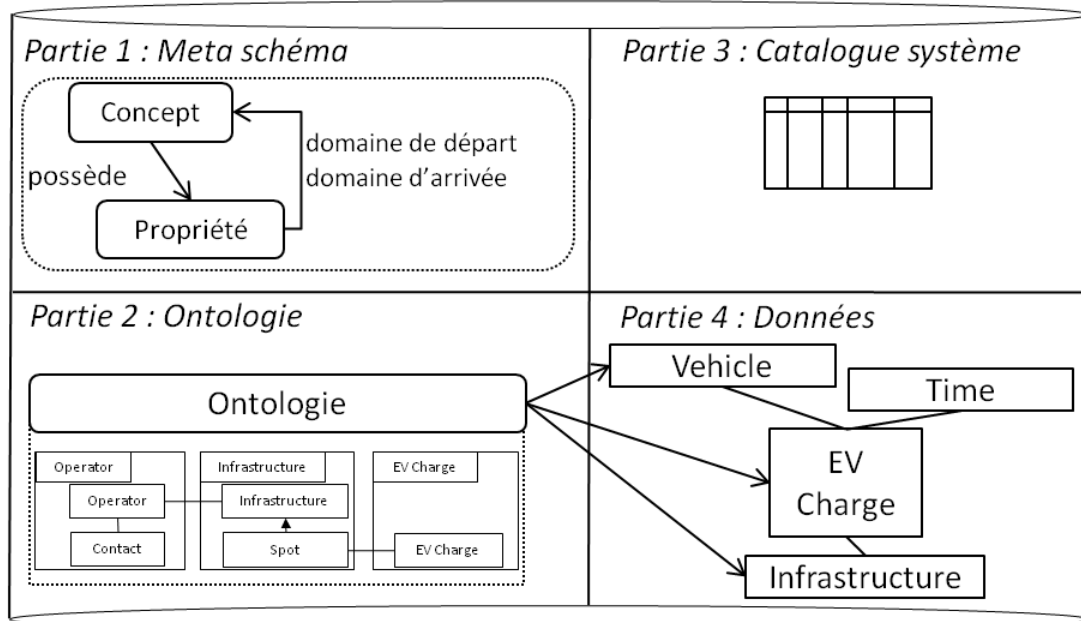 Partie 1 : Meta schéma
Concept
possède
domaine de départ
domaine d'arrivée
Propriété
Partie 3 : Catalogue système
Partie 2 : Ontologie
Ontologie
Operator
Operator
Contact
Infrastructure
Infrastructure
Spot
EV Charge
EV Charge
Partie 4 : Données
Vehicle
Time
EV
Charge
Infrastructure